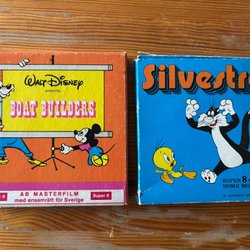 WALT DISNEY
presents
BOAT BUILDERS
AB MASTERFILM
med ensamrätt för Sverige
Super 8
Silvestr
SUPER 8
HOME MO